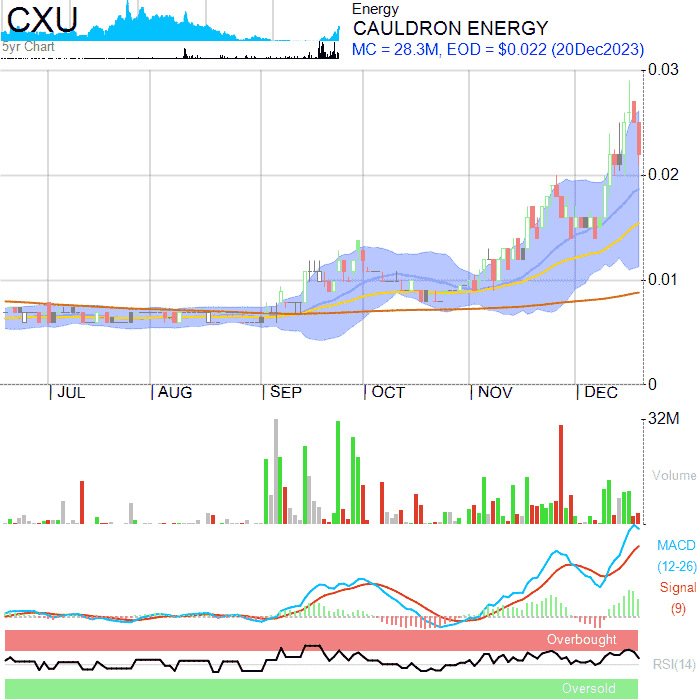 CXU
5yr Chart
Energy
CAULDRON ENERGY
MC = 28.3M, EOD = $0.022 (20Dec2023)
0.03
0.02
0.01
0
JUL AUG SEP OCT NOV DEC
32M
Volume
MACD
(12-26)
Signal
(9)
Overbought
RSI(14)
Oversold